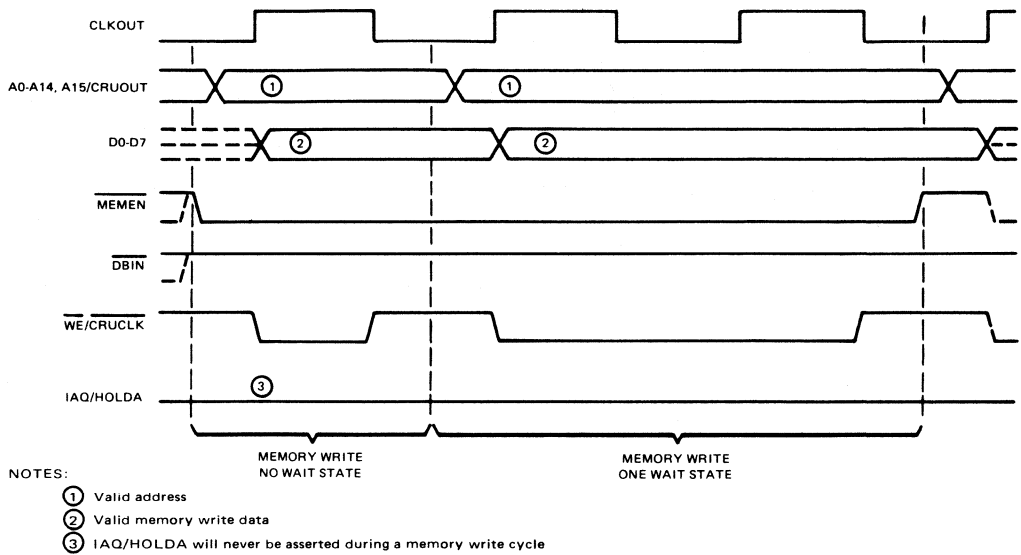 CLKOUT
A0-A14, A15/CRUOUT
1
1
D0-D7
2
2
MEMEN
DBIN
WE/CRUCLK
IAQ/HOLDA
3
MEMORY WRITE
NO WAIT STATE
MEMORY WRITE
ONE WAIT STATE
NOTES:
1 Valid address
2 Valid memory write data
3 IAQ/HOLDA will never be asserted during a memory write cycle